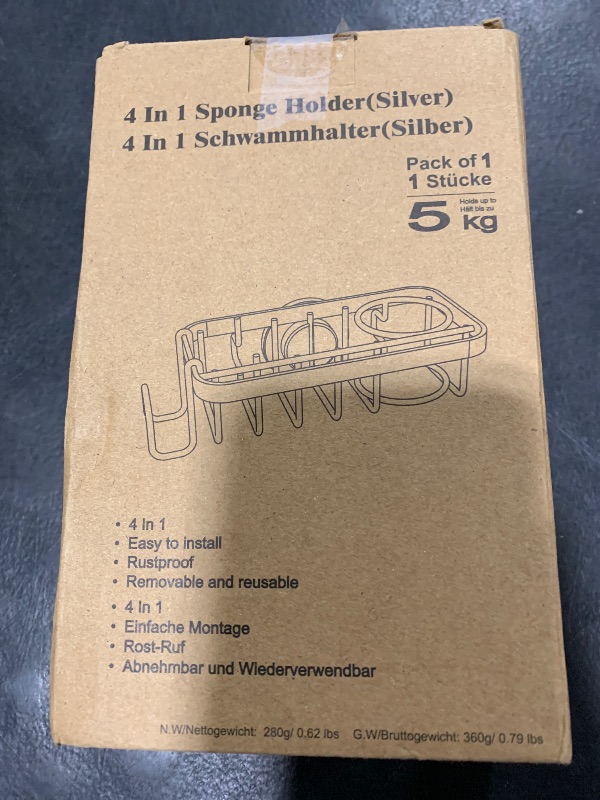 4 In 1 Sponge Holder(Silver)
4 In 1 Schwammhalter(Silber)
Pack of 1
1 Stücke
5 kg
Holds up to
Hält bis zu
• 4 In 1
• Easy to install
• Rustproof
• Removable and reusable
• 4 In 1
• Einfache Montage
• Rost-Ruf
• Abnehmbar und Wiederverwendbar
N.W/Nettogewicht: 280g/ 0.62 lbs G.W/Bruttogewicht: 360g/ 0.79 lbs